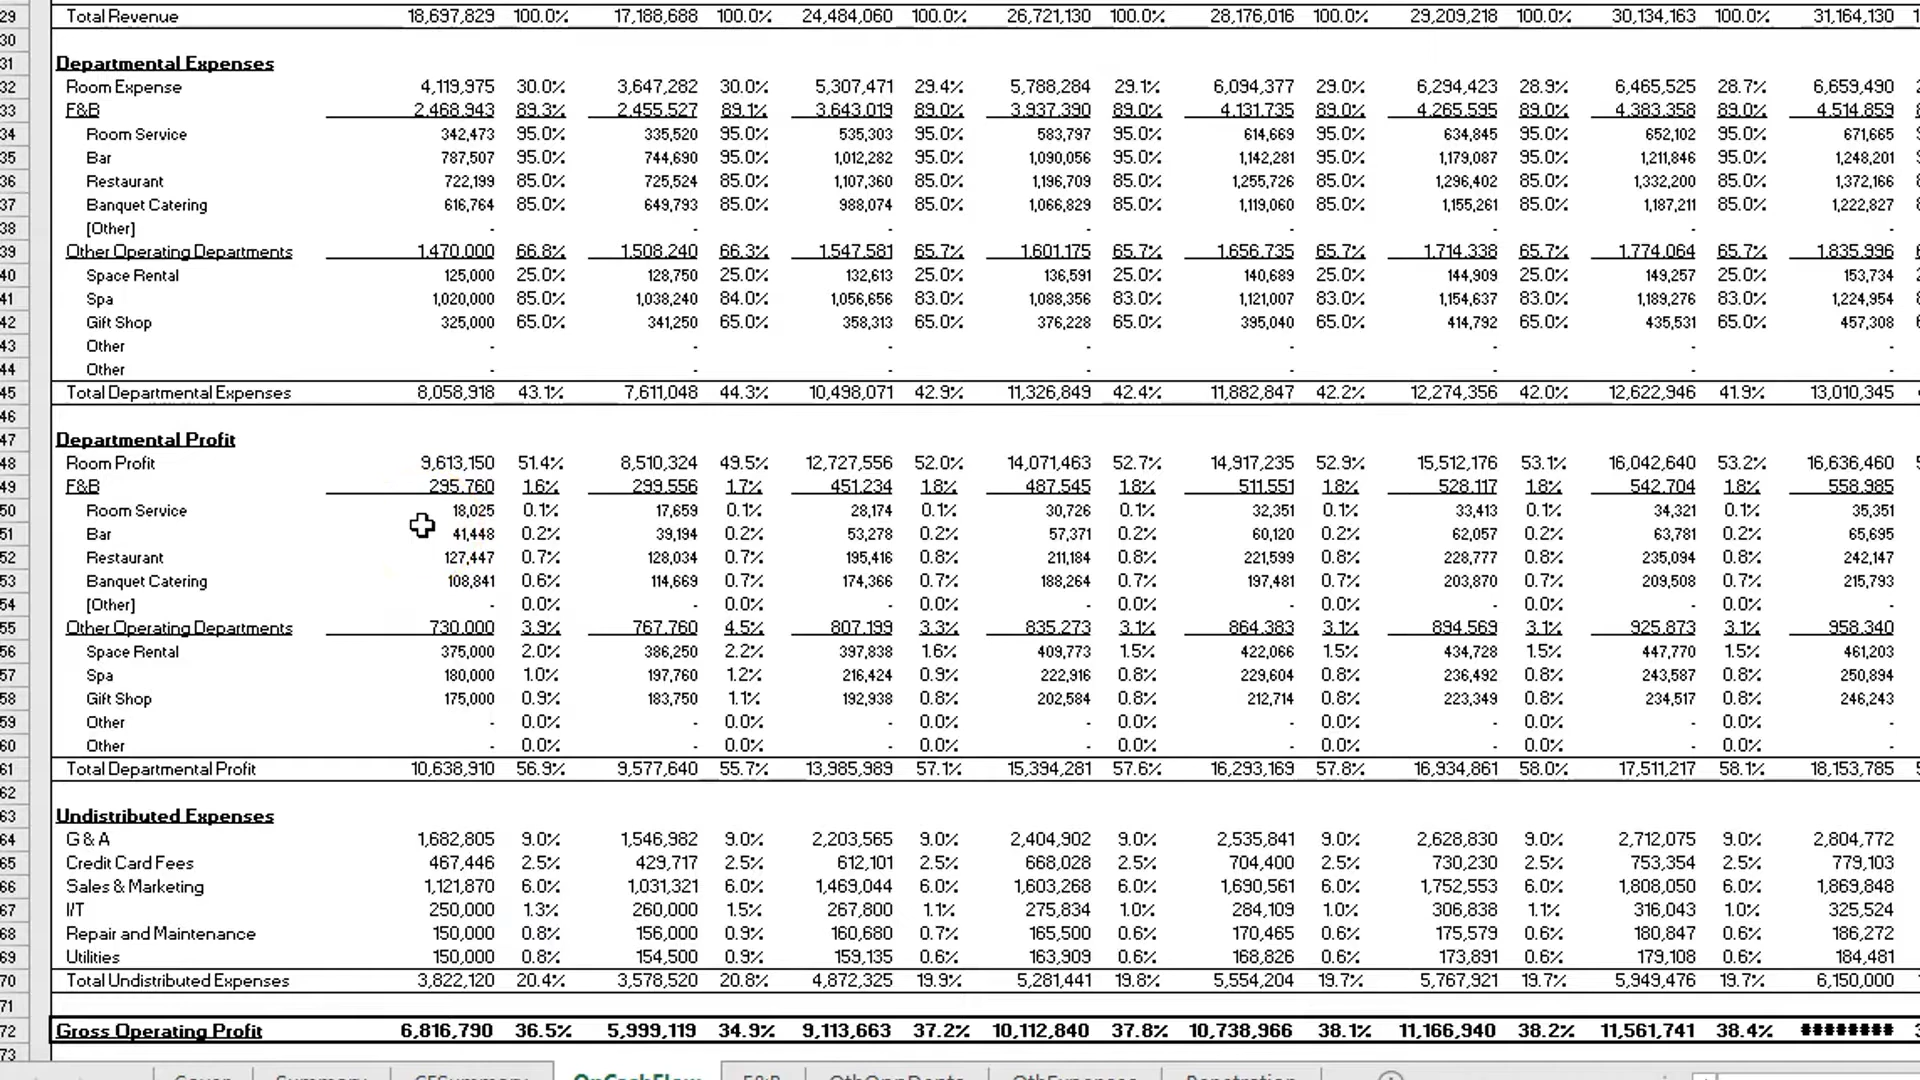 29 Total Revenue 18,697,829 100.0% 17,188,688 100.0% 24,484,060 100.0% 26,721,130 100.0% 28,176,016 100.0% 29,209,218 100.0% 30,134,163 100.0% 31,164,130
30
31 Departmental Expenses
32 Room Expense 4,119,975 30.0% 3,647,282 30.0% 5,307,471 29.4% 5,788,284 29.1% 6,094,377 29.0% 6,294,423 28.9% 6,465,525 28.7% 6,659,490
33 F&B 2,468,943 89.3% 2,455,527 89.1% 3,643,019 89.0% 3,937,390 89.0% 4,131,735 89.0% 4,265,595 89.0% 4,383,358 89.0% 4,514,859
34 Room Service 342,473 95.0% 335,520 95.0% 535,303 95.0% 583,797 95.0% 614,669 95.0% 634,845 95.0% 652,102 95.0% 671,665
35 Bar 787,507 95.0% 744,690 95.0% 1,012,282 95.0% 1,090,056 95.0% 1,142,281 95.0% 1,179,087 95.0% 1,211,846 95.0% 1,248,201
36 Restaurant 722,199 85.0% 725,524 85.0% 1,107,360 85.0% 1,196,709 85.0% 1,255,726 85.0% 1,296,402 85.0% 1,332,200 85.0% 1,372,166
37 Banquet Catering 616,764 85.0% 649,793 85.0% 988,074 85.0% 1,066,829 85.0% 1,119,060 85.0% 1,155,261 85.0% 1,187,211 85.0% 1,222,827
38 [Other] - - - - - - - -
39 Other Operating Departments 1,470,000 66.8% 1,508,240 66.3% 1,547,581 65.7% 1,601,175 65.7% 1,656,735 65.7% 1,714,338 65.7% 1,774,064 65.7% 1,835,996
40 Space Rental 125,000 25.0% 128,750 25.0% 132,613 25.0% 136,591 25.0% 140,689 25.0% 144,909 25.0% 149,257 25.0% 153,734
41 Spa 1,020,000 85.0% 1,038,240 84.0% 1,056,656 83.0% 1,088,356 83.0% 1,121,007 83.0% 1,154,637 83.0% 1,189,276 83.0% 1,224,954
42 Gift Shop 325,000 65.0% 341,250 65.0% 358,313 65.0% 376,228 65.0% 395,040 65.0% 414,792 65.0% 435,531 65.0% 457,308
43 Other - - - - - - - -
44 Other - - - - - - - -
45 Total Departmental Expenses 8,058,918 43.1% 7,611,048 44.3% 10,498,071 42.9% 11,326,849 42.4% 11,882,847 42.2% 12,274,356 42.0% 12,622,946 41.9% 13,010,345
46
47 Departmental Profit
48 Room Profit 9,613,150 51.4% 8,510,324 49.5% 12,727,556 52.0% 14,071,463 52.7% 14,917,235 52.9% 15,512,176 53.1% 16,042,640 53.2% 16,636,460
49 F&B 295,760 1.6% 299,556 1.7% 451,234 1.8% 487,545 1.8% 511,551 1.8% 528,117 1.8% 542,704 1.8% 558,985
50 Room Service 18,025 0.1% 17,659 0.1% 28,174 0.1% 30,726 0.1% 32,351 0.1% 33,413 0.1% 34,321 0.1% 35,351
51 Bar 41,448 0.2% 39,194 0.2% 53,278 0.2% 57,371 0.2% 60,120 0.2% 62,057 0.2% 63,781 0.2% 65,695
52 Restaurant 127,447 0.7% 128,034 0.7% 195,416 0.8% 211,184 0.8% 221,599 0.8% 228,777 0.8% 235,094 0.8% 242,147
53 Banquet Catering 108,841 0.6% 114,669 0.7% 174,366 0.7% 188,264 0.7% 197,481 0.7% 203,870 0.7% 209,508 0.7% 215,793
54 [Other] - 0.0% - 0.0% - 0.0% - 0.0% - 0.0% - 0.0% - 0.0% -
55 Other Operating Departments 730,000 3.9% 767,760 4.5% 807,199 3.3% 835,273 3.1% 864,383 3.1% 894,569 3.1% 925,873 3.1% 958,340
56 Space Rental 375,000 2.0% 386,250 2.2% 397,838 1.6% 409,773 1.5% 422,066 1.5% 434,728 1.5% 447,770 1.5% 461,203
57 Spa 180,000 1.0% 197,760 1.2% 216,424 0.9% 222,916 0.8% 229,604 0.8% 236,492 0.8% 243,587 0.8% 250,894
58 Gift Shop 175,000 0.9% 183,750 1.1% 192,938 0.8% 202,584 0.8% 212,714 0.8% 223,349 0.8% 234,517 0.8% 246,243
59 Other - 0.0% - 0.0% - 0.0% - 0.0% - 0.0% - 0.0% - 0.0% -
60 Other - 0.0% - 0.0% - 0.0% - 0.0% - 0.0% - 0.0% - 0.0% -
61 Total Departmental Profit 10,638,910 56.9% 9,577,640 55.7% 13,985,989 57.1% 15,394,281 57.6% 16,293,169 57.8% 16,934,861 58.0% 17,511,217 58.1% 18,153,785
62
63 Undistributed Expenses
64 G & A 1,682,805 9.0% 1,546,982 9.0% 2,203,565 9.0% 2,404,902 9.0% 2,535,841 9.0% 2,628,830 9.0% 2,712,075 9.0% 2,804,772
65 Credit Card Fees 467,446 2.5% 429,717 2.5% 612,101 2.5% 668,028 2.5% 704,400 2.5% 730,230 2.5% 753,354 2.5% 779,103
66 Sales & Marketing 1,121,870 6.0% 1,031,321 6.0% 1,469,044 6.0% 1,603,268 6.0% 1,690,561 6.0% 1,752,553 6.0% 1,808,050 6.0% 1,869,848
67 I/T 250,000 1.3% 260,000 1.5% 267,800 1.1% 275,834 1.0% 284,109 1.0% 306,838 1.1% 316,043 1.0% 325,524
68 Repair and Maintenance 150,000 0.8% 156,000 0.9% 160,680 0.7% 165,500 0.6% 170,465 0.6% 175,579 0.6% 180,847 0.6% 186,272
69 Utilities 150,000 0.8% 154,500 0.9% 159,135 0.6% 163,909 0.6% 168,826 0.6% 173,891 0.6% 179,108 0.6% 184,481
70 Total Undistributed Expenses 3,822,120 20.4% 3,578,520 20.8% 4,872,325 19.9% 5,281,441 19.8% 5,554,204 19.7% 5,767,921 19.7% 5,949,476 19.7% 6,150,000
71
72 Gross Operating Profit 6,816,790 36.5% 5,999,119 34.9% 9,113,663 37.2% 10,112,840 37.8% 10,738,966 38.1% 11,166,940 38.2% 11,561,741 38.4% ########
73
Cover Summary CFSummary OpCashFlow F&B OthOppDepts OthExpenses Penetration